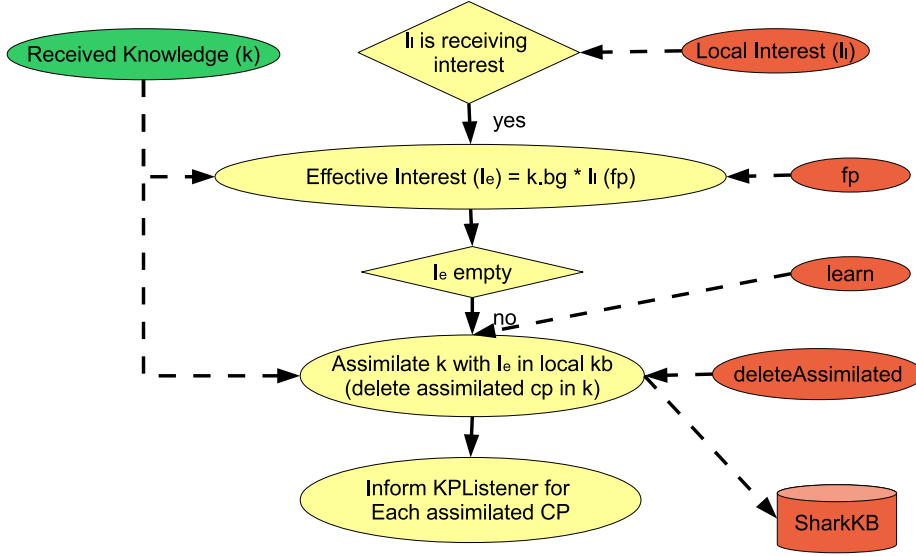 Received Knowledge (k)
Iₗ is receiving
interest
Local Interest (Iₗ)
yes
Effective Interest (Iₑ) = k.bg * Iₗ (fp)
fp
Iₑ empty
learn
no
Assimilate k with Iₑ in local kb
(delete assimilated cp in k)
deleteAssimilated
Inform KPListener for
Each assimilated CP
SharkKB